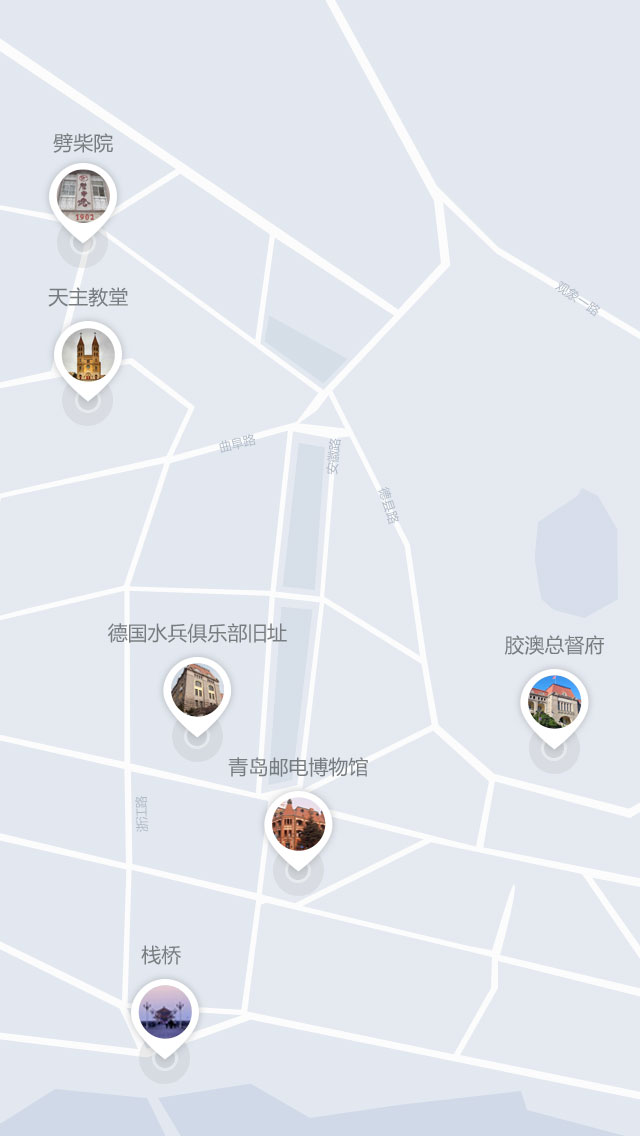 劈柴院
1902
天主教堂
观象一路
曲阜路
安徽路
德县路
德国水兵俱乐部旧址
胶澳总督府
青岛邮电博物馆
浙江路
栈桥